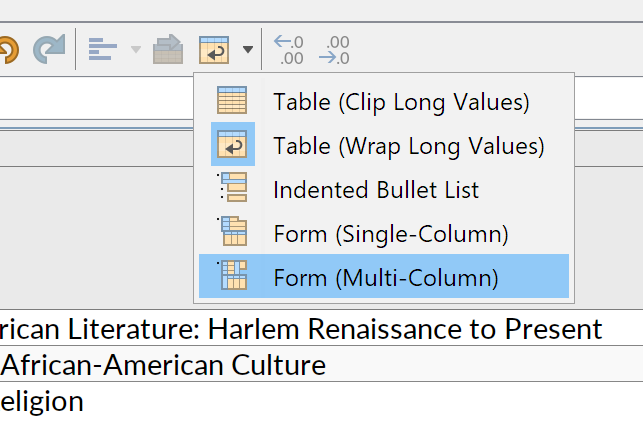 ←.0 .00
.00 →.0
Table (Clip Long Values)
Table (Wrap Long Values)
Indented Bullet List
Form (Single-Column)
Form (Multi-Column)
rican Literature: Harlem Renaissance to Present
African-American Culture
eligion